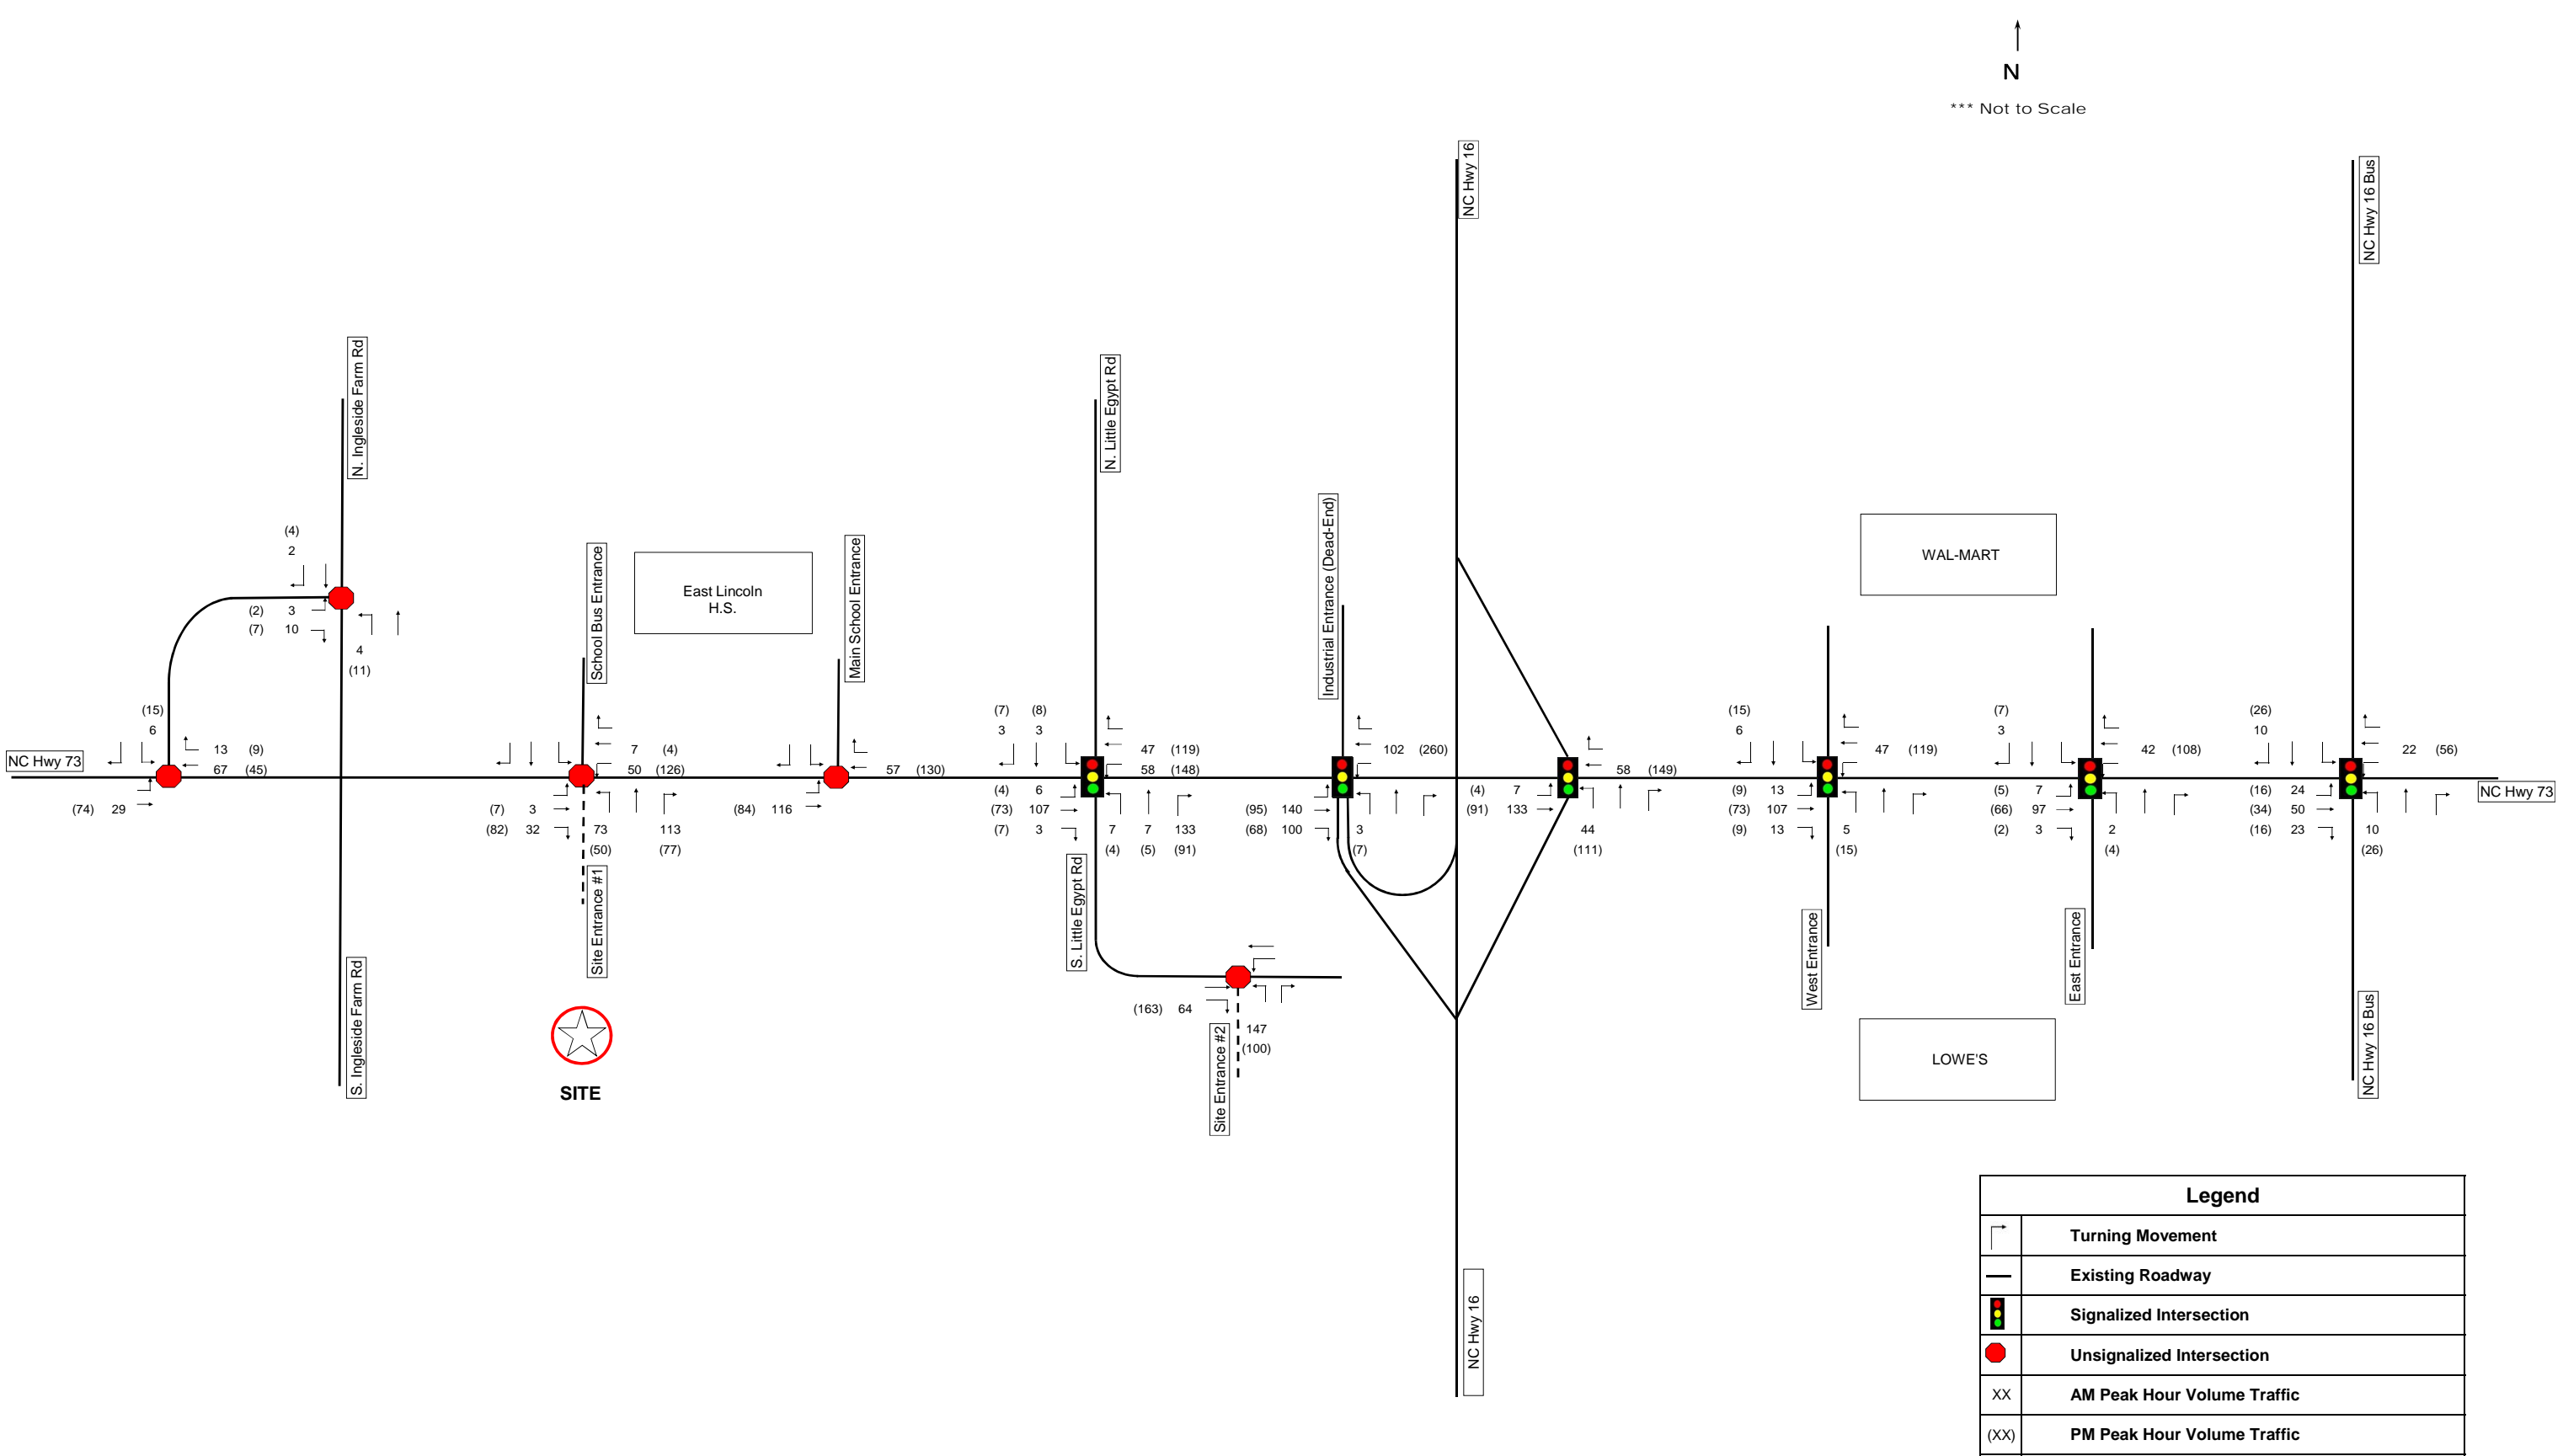 N
*** Not to Scale
NC Hwy 16
NC Hwy 16 Bus
N. Ingleside Farm Rd
N. Little Egypt Rd
Industrial Entrance (Dead-End)
WAL-MART
(4)
2
School Bus Entrance
East Lincoln
H.S.
Main School Entrance
(2) 3
(7) 10
4
(11)
(15)
6
13 (9)
67 (45)
NC Hwy 73
(74) 29
7 (4)
50 (126)
(7) 3
(82) 32
73
(50)
113
(77)
57 (130)
(84) 116
(7) (8)
3 3
47 (119)
58 (148)
(4) 6
(73) 107
(7) 3
7 7 133
(4) (5) (91)
102 (260)
(95) 140
(68) 100
3
(7)
58 (149)
(4) 7
(91) 133
44
(111)
(15)
6
47 (119)
(9) 13
(73) 107
(9) 13
5
(15)
(7)
3
42 (108)
(5) 7
(66) 97
(2) 3
2
(4)
(26)
10
22 (56)
(16) 24
(34) 50
(16) 23
10
(26)
NC Hwy 73
Site Entrance #1
S. Little Egypt Rd
West Entrance
East Entrance
S. Ingleside Farm Rd
SITE
(163) 64
147
(100)
Site Entrance #2
LOWE'S
NC Hwy 16 Bus
NC Hwy 16
Legend
Turning Movement
Existing Roadway
Signalized Intersection
Unsignalized Intersection
XX AM Peak Hour Volume Traffic
(XX) PM Peak Hour Volume Traffic